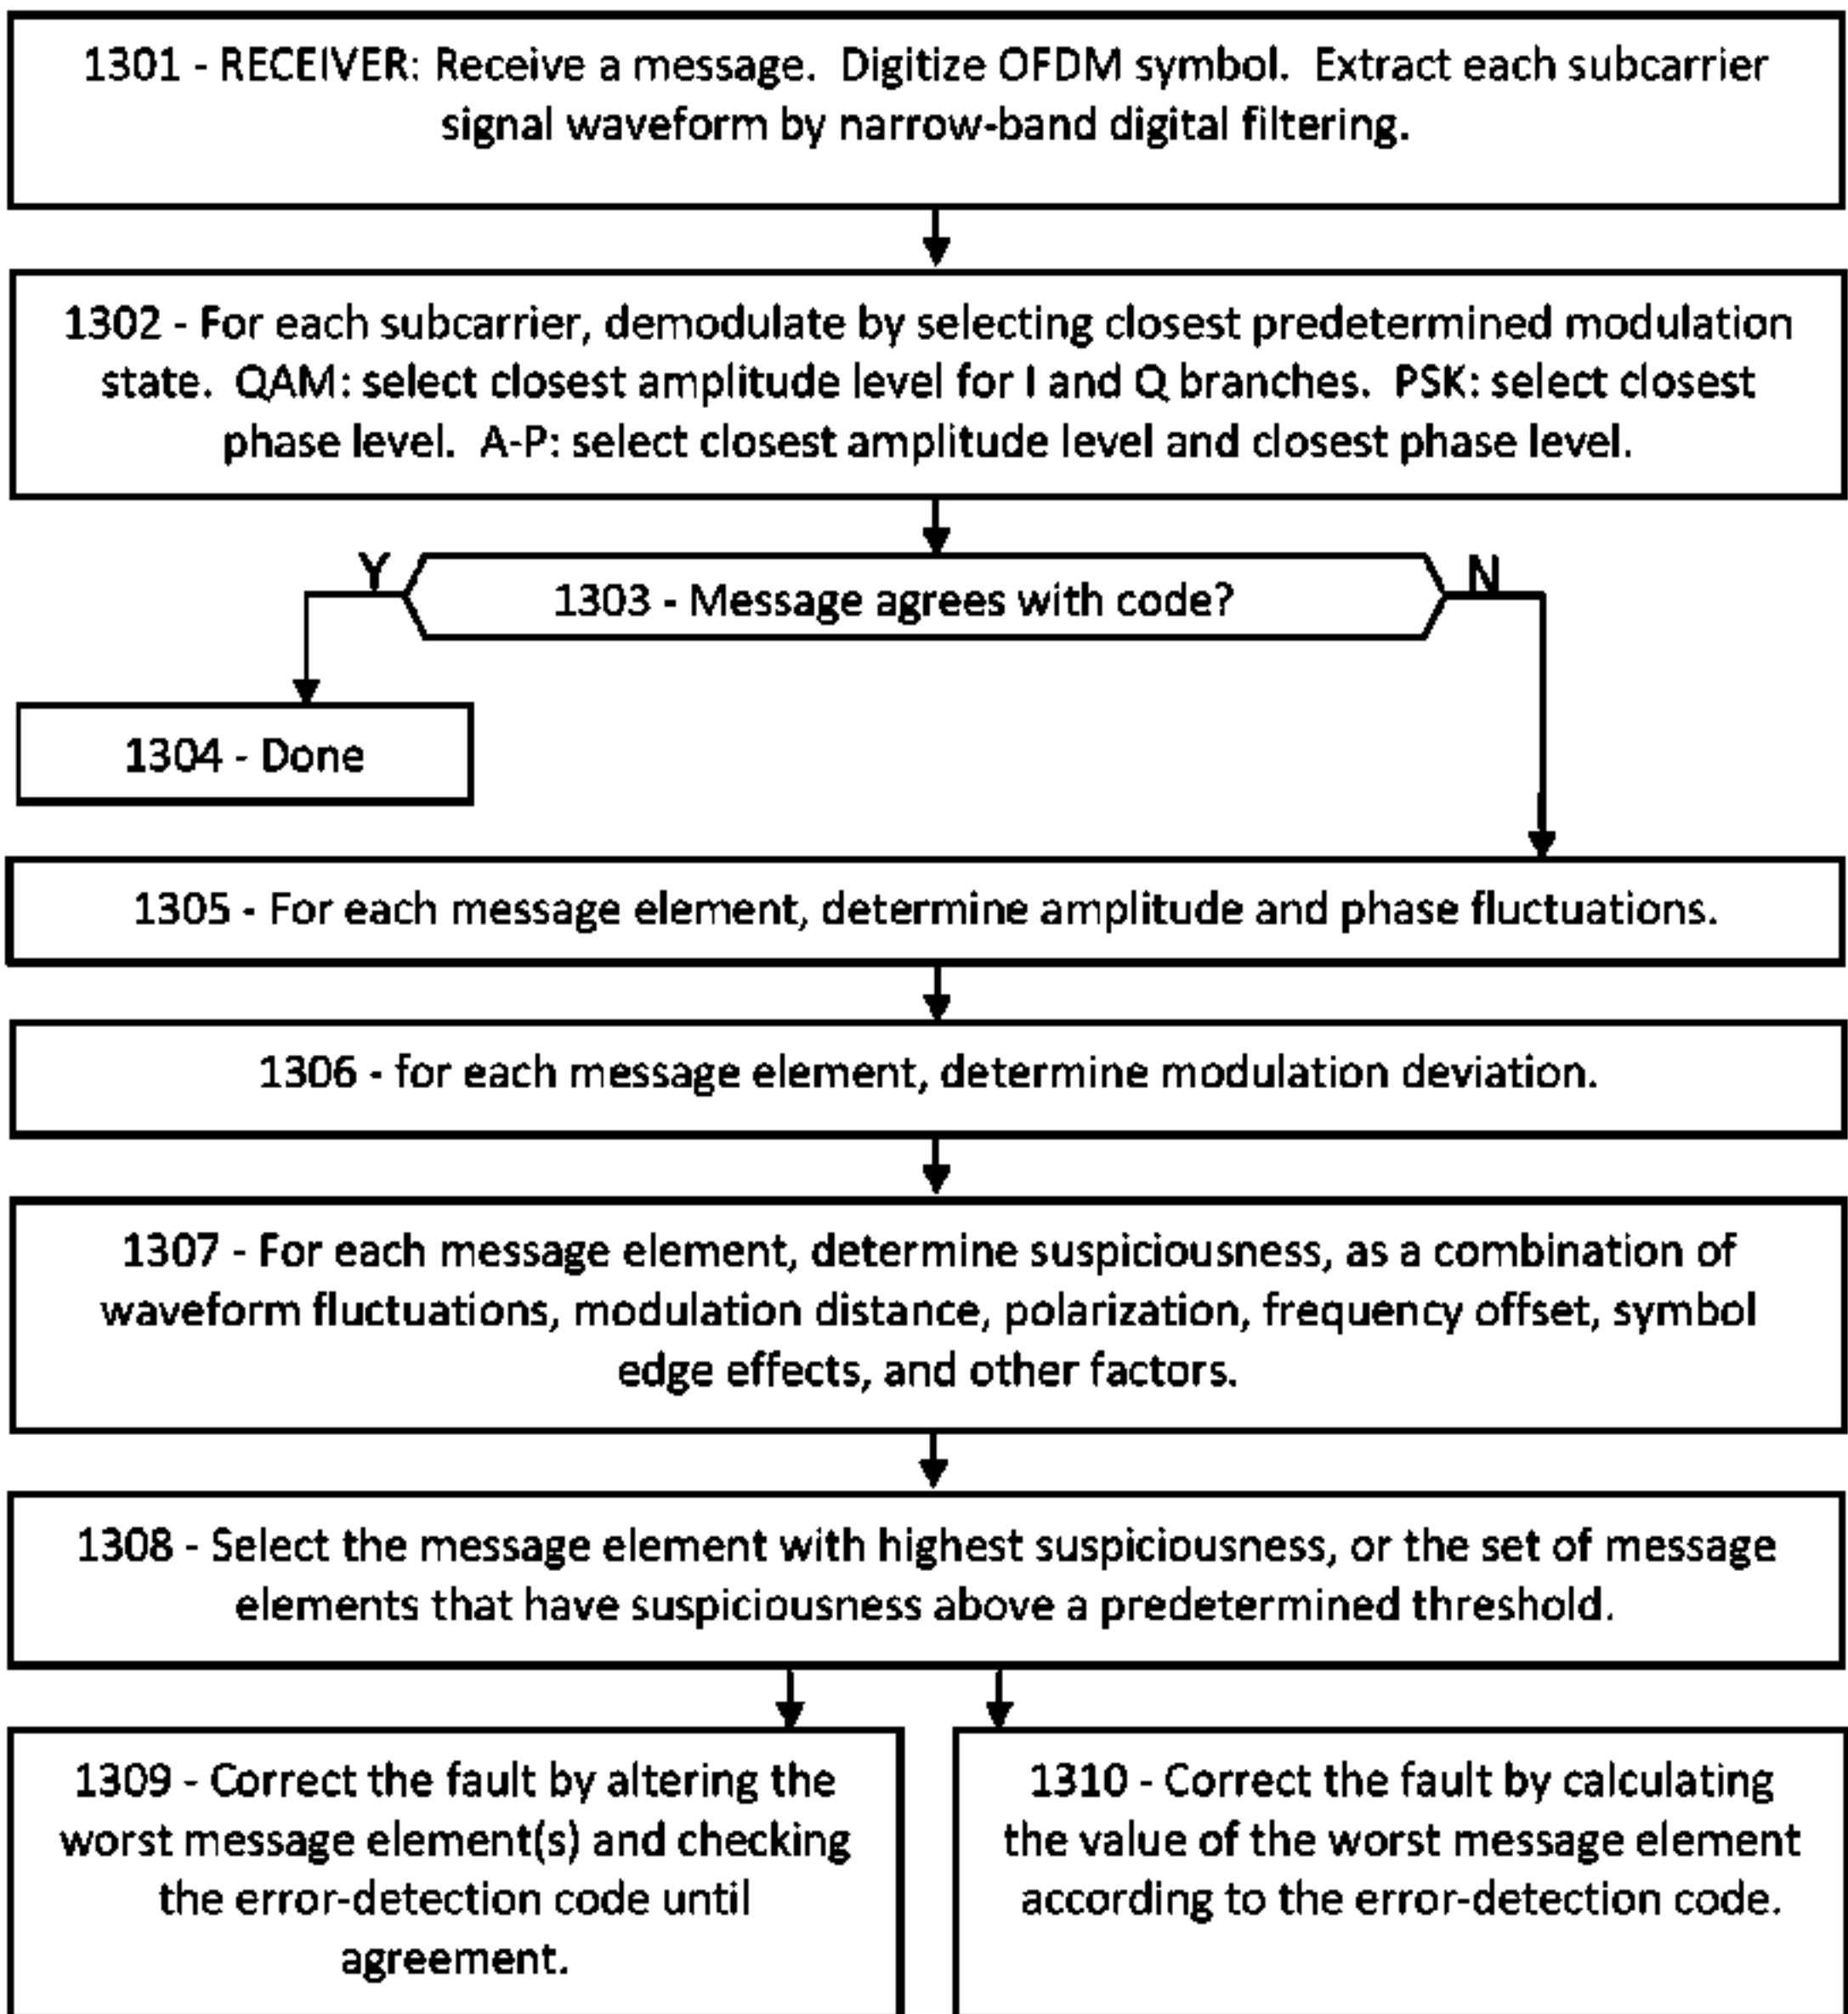 1301 - RECEIVER: Receive a message.  Digitize OFDM symbol.  Extract each subcarrier
signal waveform by narrow-band digital filtering.
1302 - For each subcarrier, demodulate by selecting closest predetermined modulation
state.  QAM: select closest amplitude level for I and Q branches.  PSK: select closest
phase level.  A-P: select closest amplitude level and closest phase level.
Y
1303 - Message agrees with code?
N
1304 - Done
1305 - For each message element, determine amplitude and phase fluctuations.
1306 - for each message element, determine modulation deviation.
1307 - For each message element, determine suspiciousness, as a combination of
waveform fluctuations, modulation distance, polarization, frequency offset, symbol
edge effects, and other factors.
1308 - Select the message element with highest suspiciousness, or the set of message
elements that have suspiciousness above a predetermined threshold.
1309 - Correct the fault by altering the
worst message element(s) and checking
the error-detection code until
agreement.
1310 - Correct the fault by calculating
the value of the worst message element
according to the error-detection code.